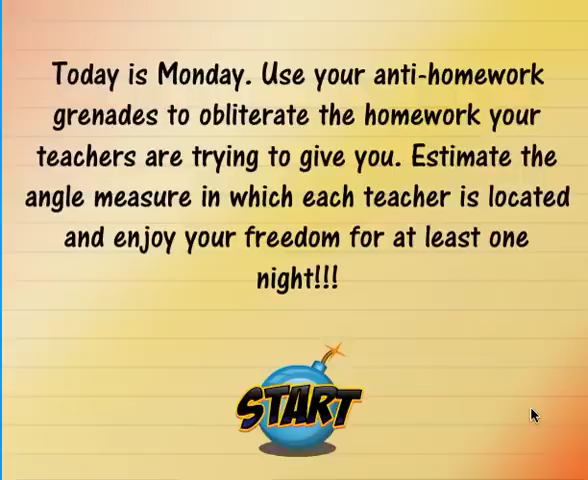 Today is Monday. Use your anti-homework
grenades to obliterate the homework your
teachers are trying to give you. Estimate the
angle measure in which each teacher is located
and enjoy your freedom for at least one
night!!!
START